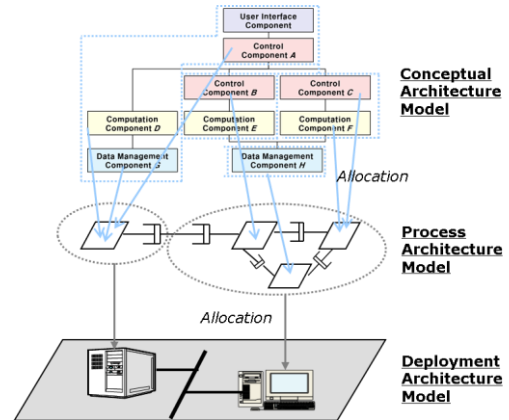 User Interface
Component
Control
Component A
Control
Component B
Control
Component C
Conceptual
Architecture
Model
Computation
Component D
Computation
Component E
Computation
Component F
Data Management
Component G
Data Management
Component H
Allocation
Process
Architecture
Model
Allocation
Deployment
Architecture
Model